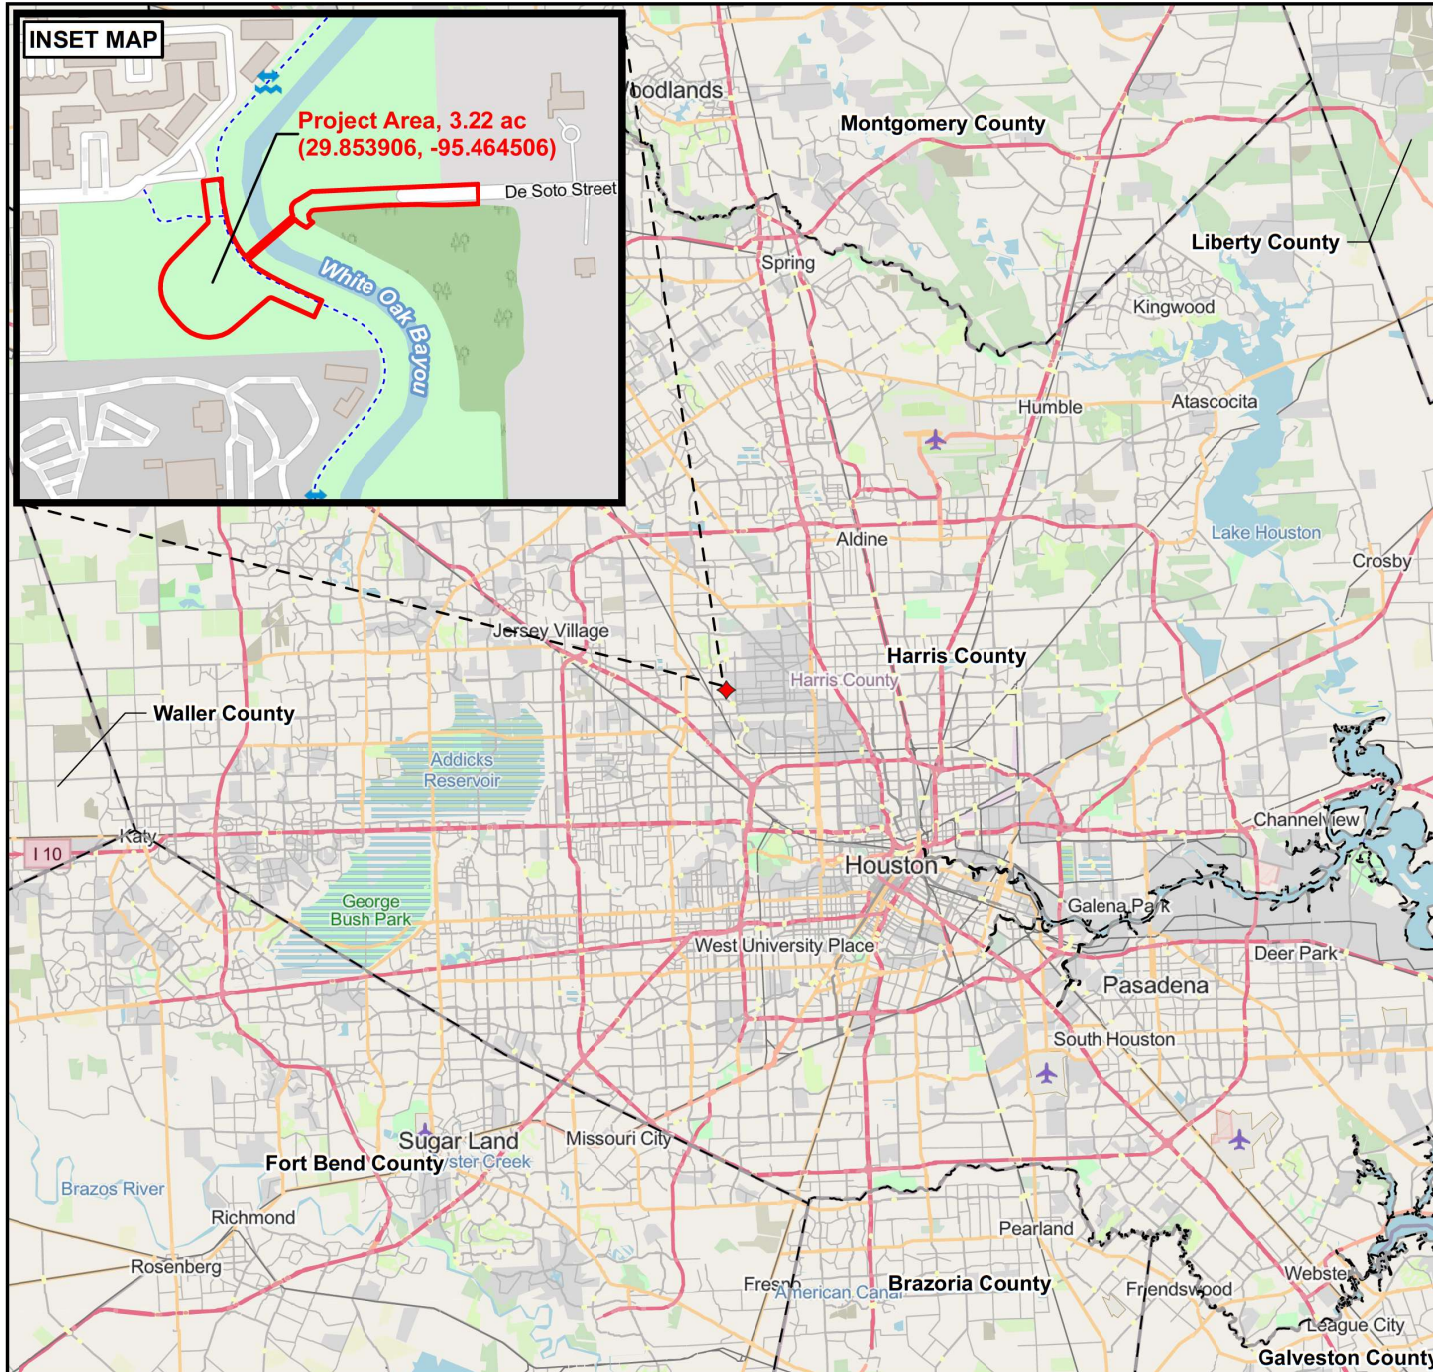 INSET MAP
Project Area, 3.22 ac
(29.853906, -95.464506)
De Soto Street
White Oak Bayou
oodlands
Montgomery County
Liberty County
Spring
Kingwood
Humble
Atascocita
Lake Houston
Aldine
Crosby
Jersey Village
Harris County
Harris County
Waller County
Addicks
Reservoir
Channelview
Katy
I 10
Houston
George
Bush Park
Galena Park
West University Place
Deer Park
Pasadena
South Houston
Sugar Land
Missouri City
Fort Bend County
yster Creek
Brazos River
Richmond
Pearland
Rosenberg
Webster
Fresno
American Canal
Brazoria County
Friendswood
League City
Galveston County